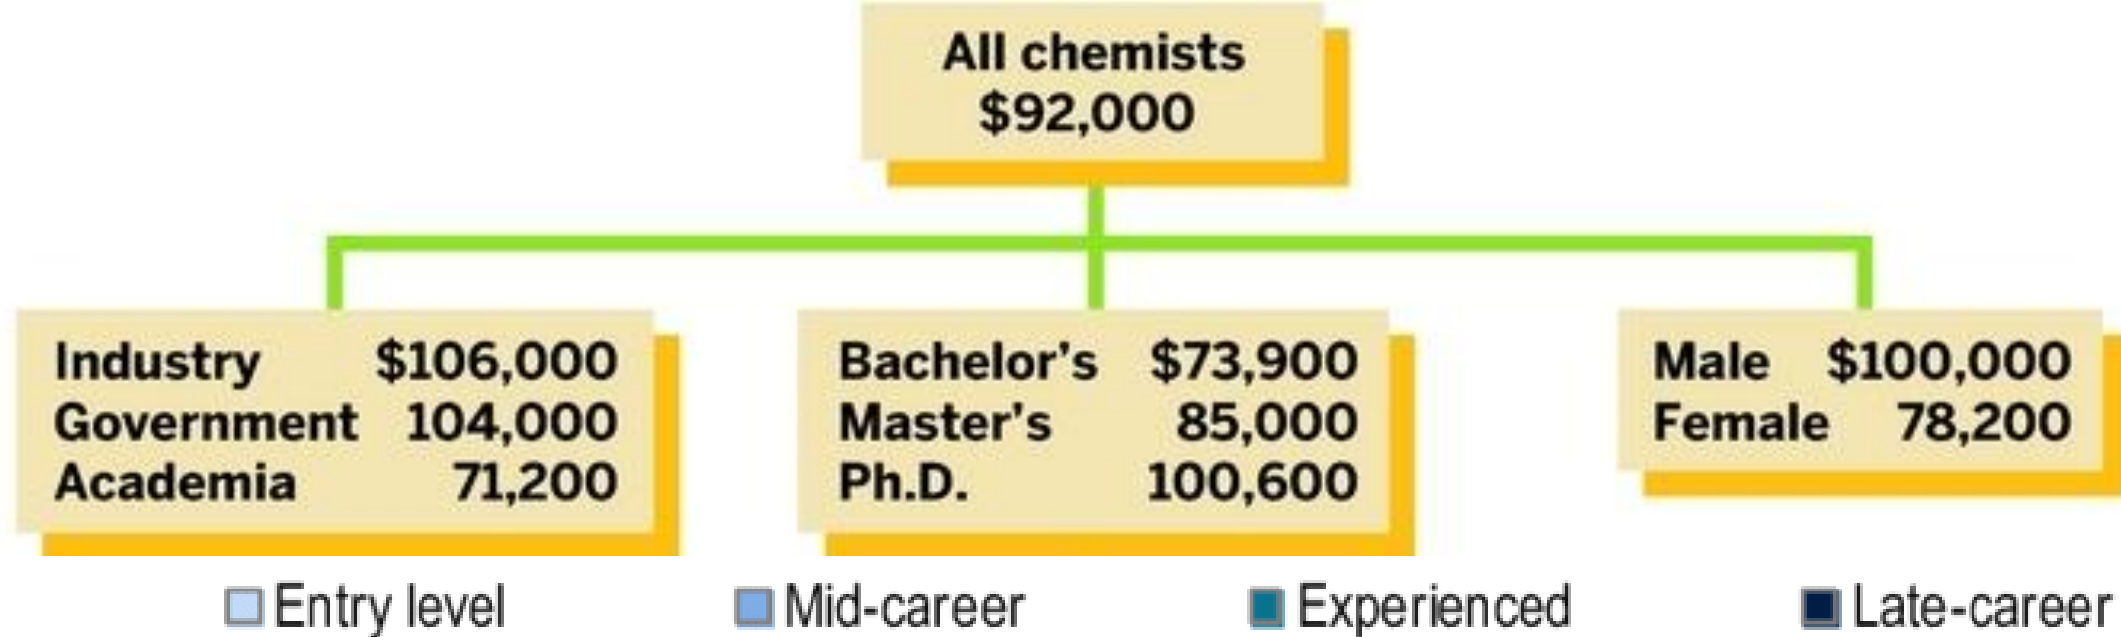 All chemists
$92,000
Industry $106,000
Government 104,000
Academia 71,200
Bachelor's $73,900
Master's 85,000
Ph.D. 100,600
Male $100,000
Female 78,200
Entry level Mid-career Experienced Late-career